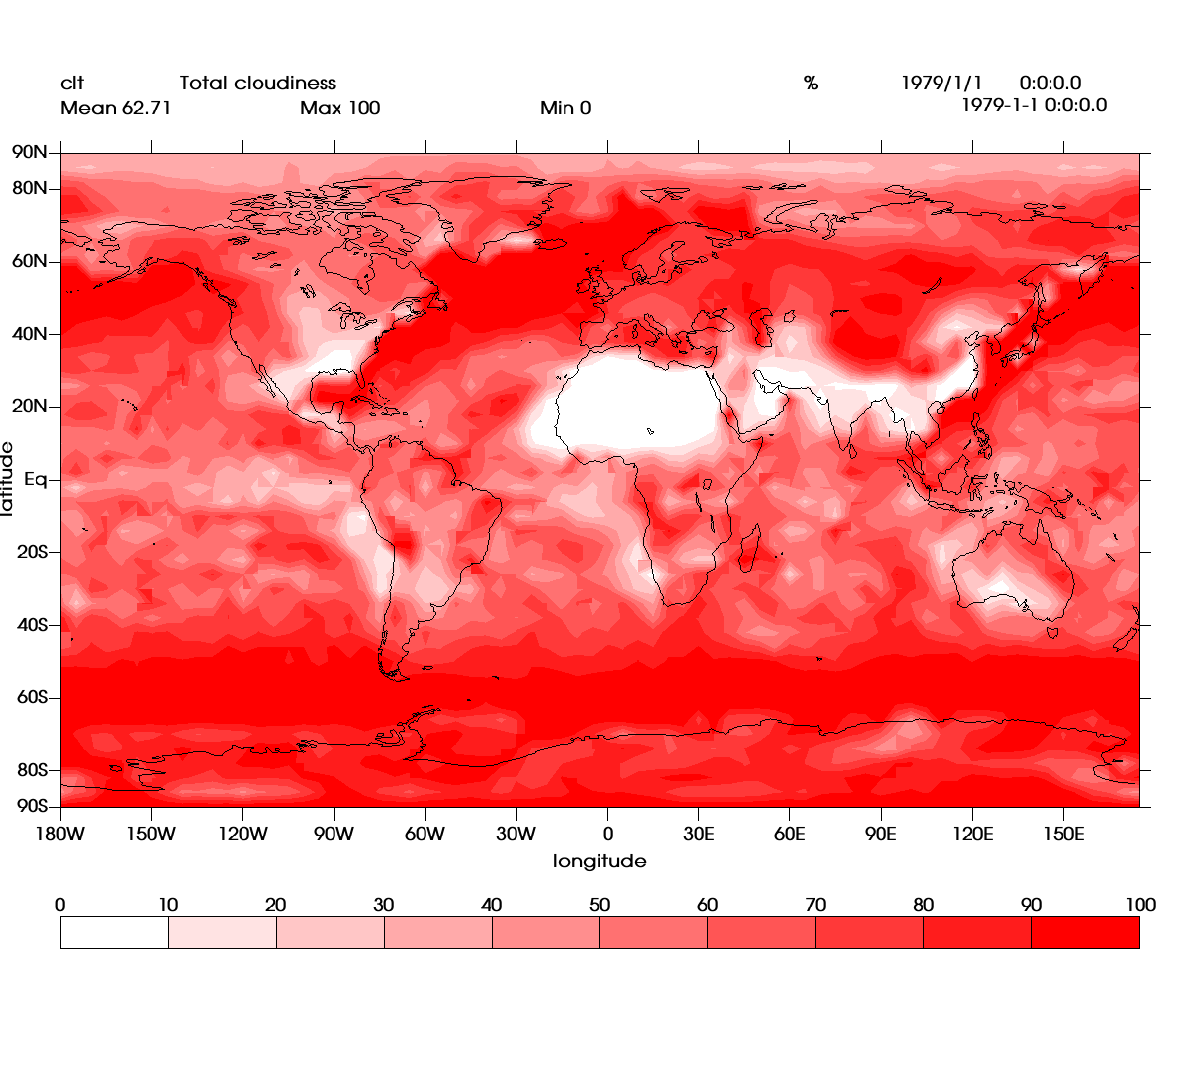 clt Total cloudiness % 1979/1/1 0:0:0.0
Mean 62.71 Max 100 Min 0 1979-1-1 0:0:0.0
90N
80N
60N
40N
20N
Eq
20S
40S
60S
80S
90S
latitude
180W 150W 120W 90W 60W 30W 0 30E 60E 90E 120E 150E
longitude
0 10 20 30 40 50 60 70 80 90 100